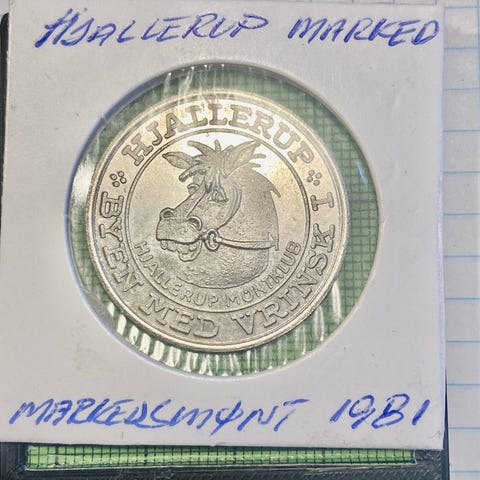 HJALLERUP MARKED
HJALLERUP
BYEN MED VRINSK I
HJALLERUP MØNTKLUB
MARKEDSMØNT 1981